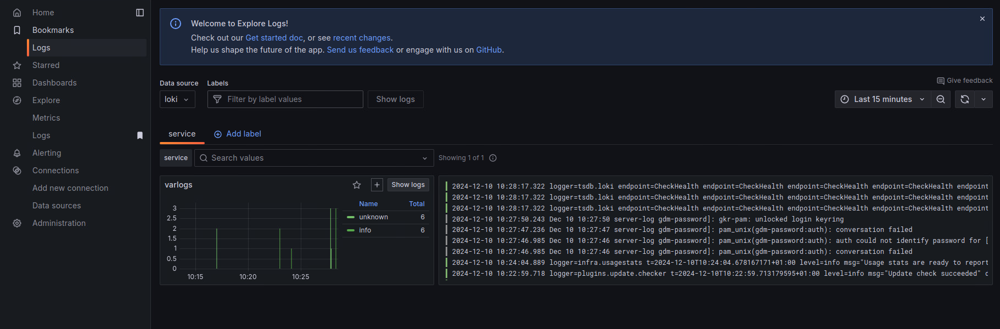 Home
Bookmarks
Logs
Starred
Dashboards
Explore
Metrics
Logs
Alerting
Connections
Add new connection
Data sources
Administration
Welcome to Explore Logs!
Check out our Get started doc, or see recent changes.
Help us shape the future of the app. Send us feedback or engage with us on GitHub.
Give feedback
Data source Labels
loki Filter by label values Show logs Last 15 minutes
service Add label
service Search values Showing 1 of 1
varlogs Show logs
Name Total
unknown 6
info 6
3
2.5
2
1.5
1
0.5
0
10:15 10:20 10:25
2024-12-10 10:28:17.322 logger=tsdb.loki endpoint=CheckHealth endpoint=CheckHealth endpoint=CheckHealth endpoint=CheckHealth endpoint
2024-12-10 10:28:17.322 logger=tsdb.loki endpoint=CheckHealth endpoint=CheckHealth endpoint=CheckHealth endpoint=CheckHealth endpoint
2024-12-10 10:28:17.322 logger=tsdb.loki endpoint=CheckHealth endpoint=CheckHealth endpoint=CheckHealth endpoint=CheckHealth endpoint
2024-12-10 10:27:50.243 Dec 10 10:27:50 server-log gdm-password]: gkr-pam: unlocked login keyring
2024-12-10 10:27:47.236 Dec 10 10:27:47 server-log gdm-password]: pam_unix(gdm-password:auth): conversation failed
2024-12-10 10:27:46.985 Dec 10 10:27:46 server-log gdm-password]: pam_unix(gdm-password:auth): auth could not identify password for [
2024-12-10 10:27:46.985 Dec 10 10:27:46 server-log gdm-password]: pam_unix(gdm-password:auth): conversation failed
2024-12-10 10:24:04.889 logger=infra.usagestats t=2024-12-10T10:24:04.678167171+01:00 level=info msg="Usage stats are ready to report
2024-12-10 10:22:59.718 logger=plugins.update.checker t=2024-12-10T10:22:59.713179595+01:00 level=info msg="Update check succeeded" d